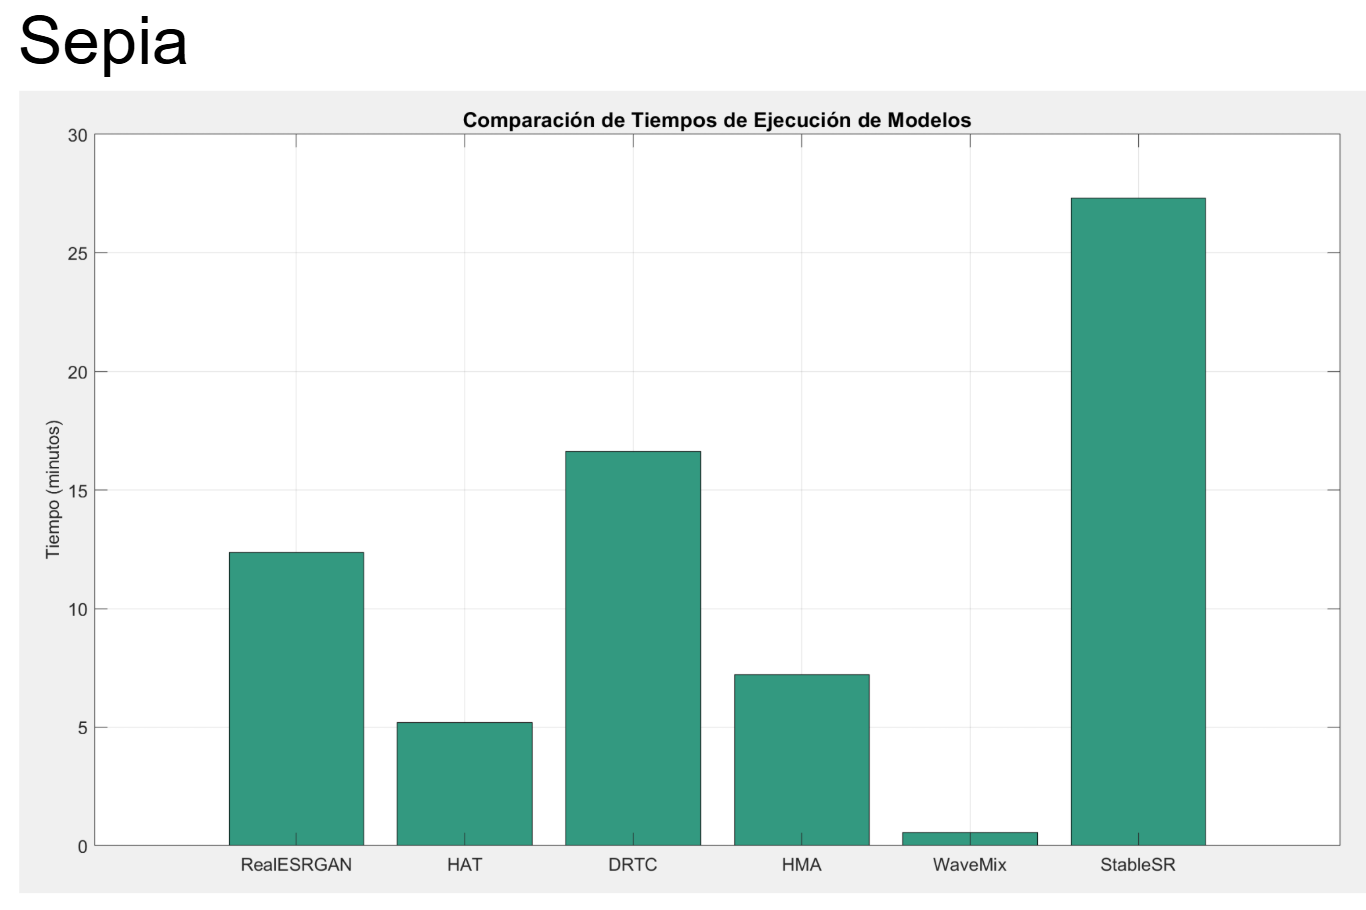 Sepia
Comparación de Tiempos de Ejecución de Modelos
Tiempo (minutos)
30
25
20
15
10
5
0
RealESRGAN HAT DRTC HMA WaveMix StableSR